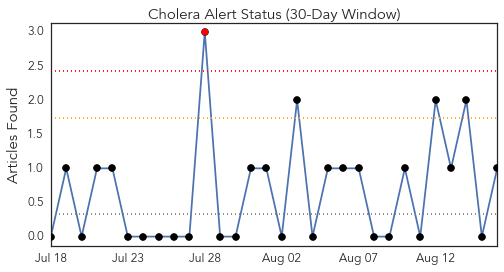 Cholera Alert Status (30-Day Window)
Articles Found
3.0
2.5
2.0
1.5
1.0
0.5
0.0
Jul 18 Jul 23 Jul 28 Aug 02 Aug 07 Aug 12